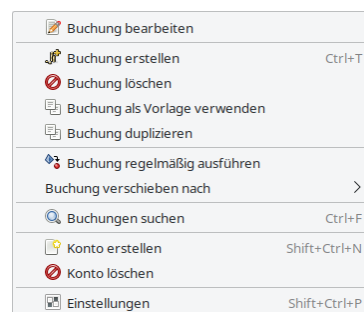 Buchung bearbeiten
Buchung erstellen Ctrl+T
Buchung löschen
Buchung als Vorlage verwenden
Buchung duplizieren
Buchung regelmäßig ausführen
Buchung verschieben nach
Buchungen suchen Ctrl+F
Konto erstellen Shift+Ctrl+N
Konto löschen
Einstellungen Shift+Ctrl+P